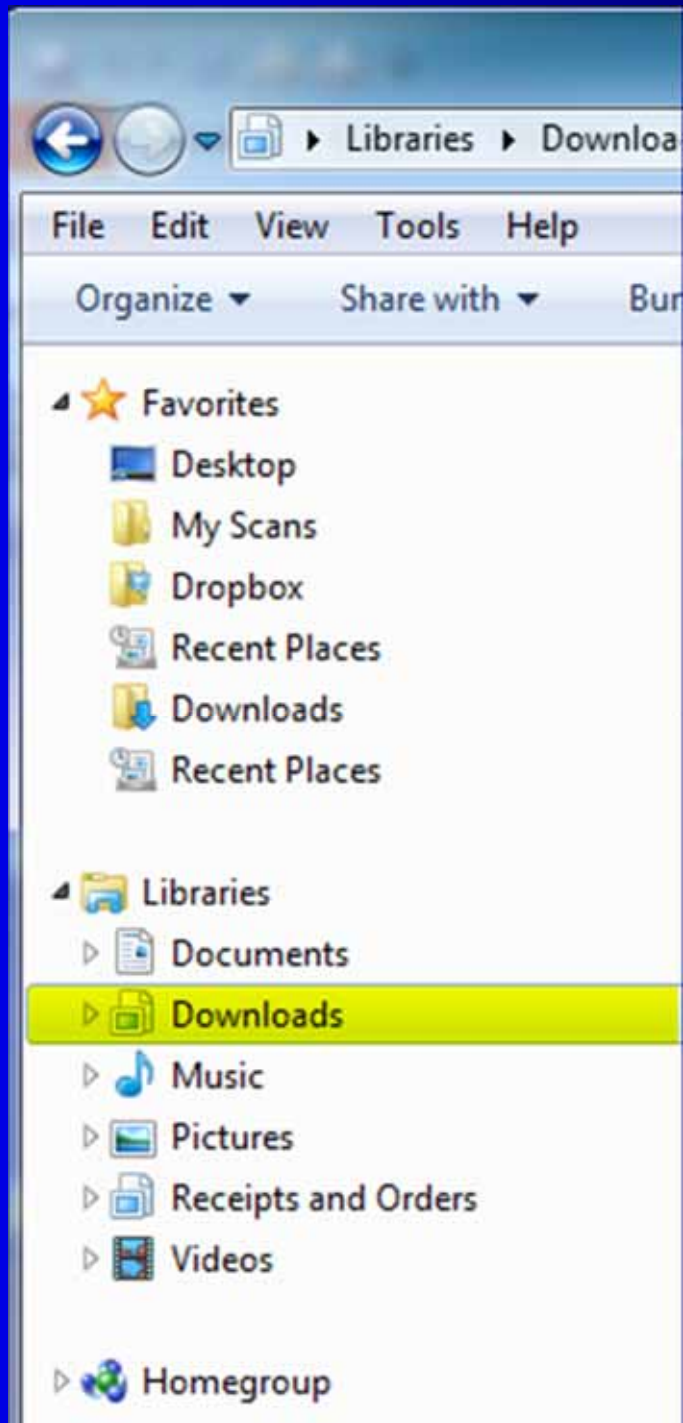 Libraries Downloa
File Edit View Tools Help
Organize Share with Bur
Favorites
Desktop
My Scans
Dropbox
Recent Places
Downloads
Recent Places
Libraries
Documents
Downloads
Music
Pictures
Receipts and Orders
Videos
Homegroup